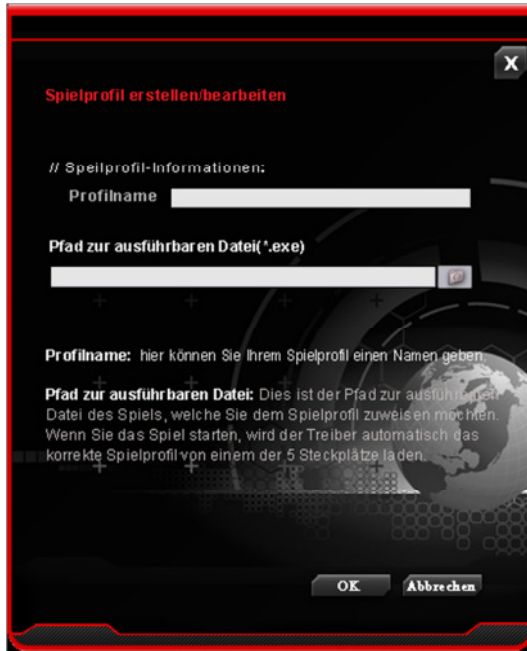 X
Spielprofil erstellen/bearbeiten
// Speilprofil-Informationen:
Profilname
Pfad zur ausführbaren Datei(*.exe)
Profilname: hier können Sie Ihrem Spielprofil einen Namen geben.
Pfad zur ausführbaren Datei: Dies ist der Pfad zur ausführbaren
Datei des Spiels, welche Sie dem Spielprofil zuweisen möchten.
Wenn Sie das Spiel starten, wird der Treiber automatisch das
korrekte Spielprofil von einem der 5 Steckplätze laden.
OK
Abbrechen